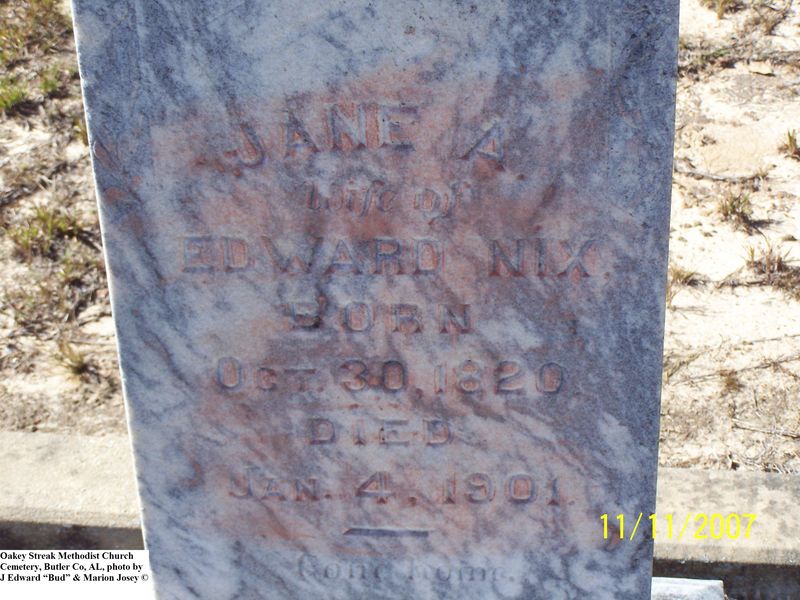 JANE A
wife of
EDWARD NIX.
BORN
OCT. 30, 1820.
DIED
JAN. 4, 1901.
Gone home.
11/11/2007
Oakey Streak Methodist Church
Cemetery, Butler Co, AL, photo by
J Edward “Bud” & Marion Josey ©